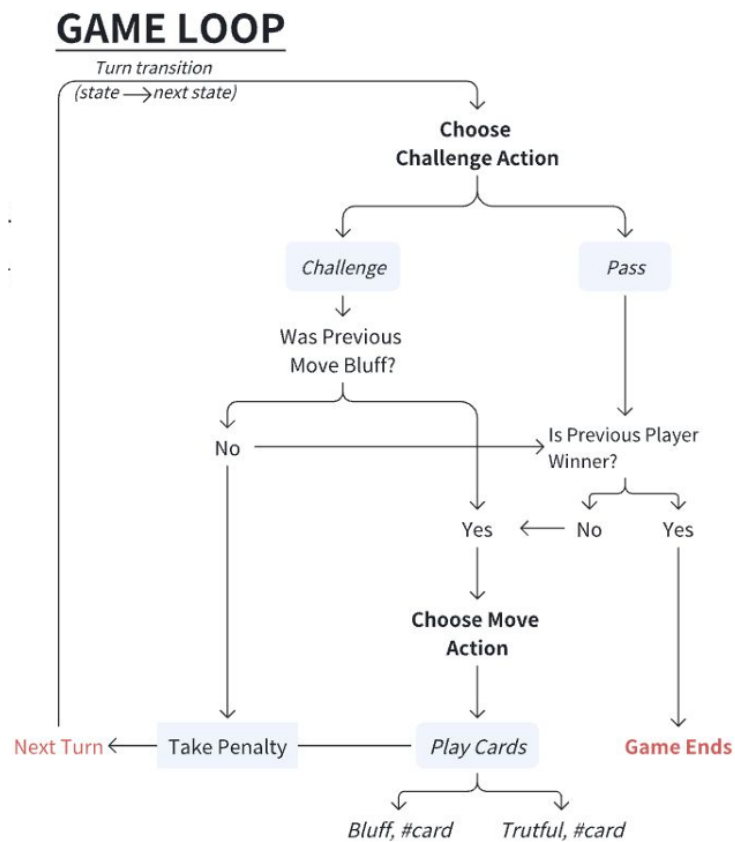 GAME LOOP
Turn transition
(state → next state)
Choose
Challenge Action
Challenge
Pass
Was Previous
Move Bluff?
Is Previous Player
Winner?
No
Yes
No
Yes
Choose Move
Action
Next Turn
Take Penalty
Play Cards
Game Ends
Bluff, #card
Trutful, #card